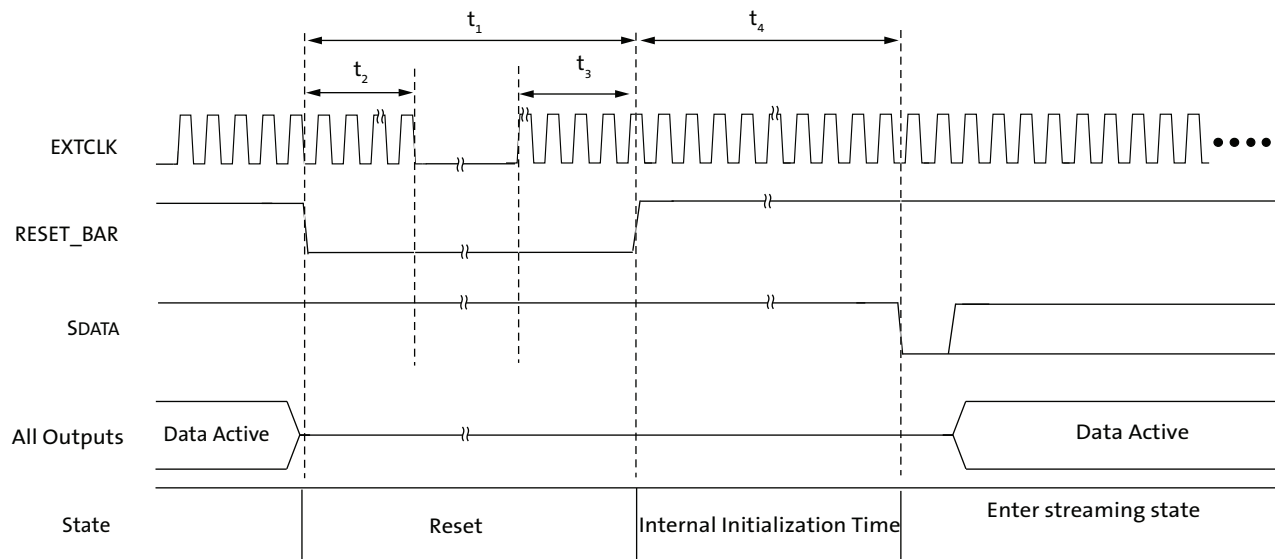 t₁
t₄
t₂
t₃
EXTCLK
RESET_BAR
SDATA
All Outputs
Data Active
Data Active
State
Reset
Internal Initialization Time
Enter streaming state